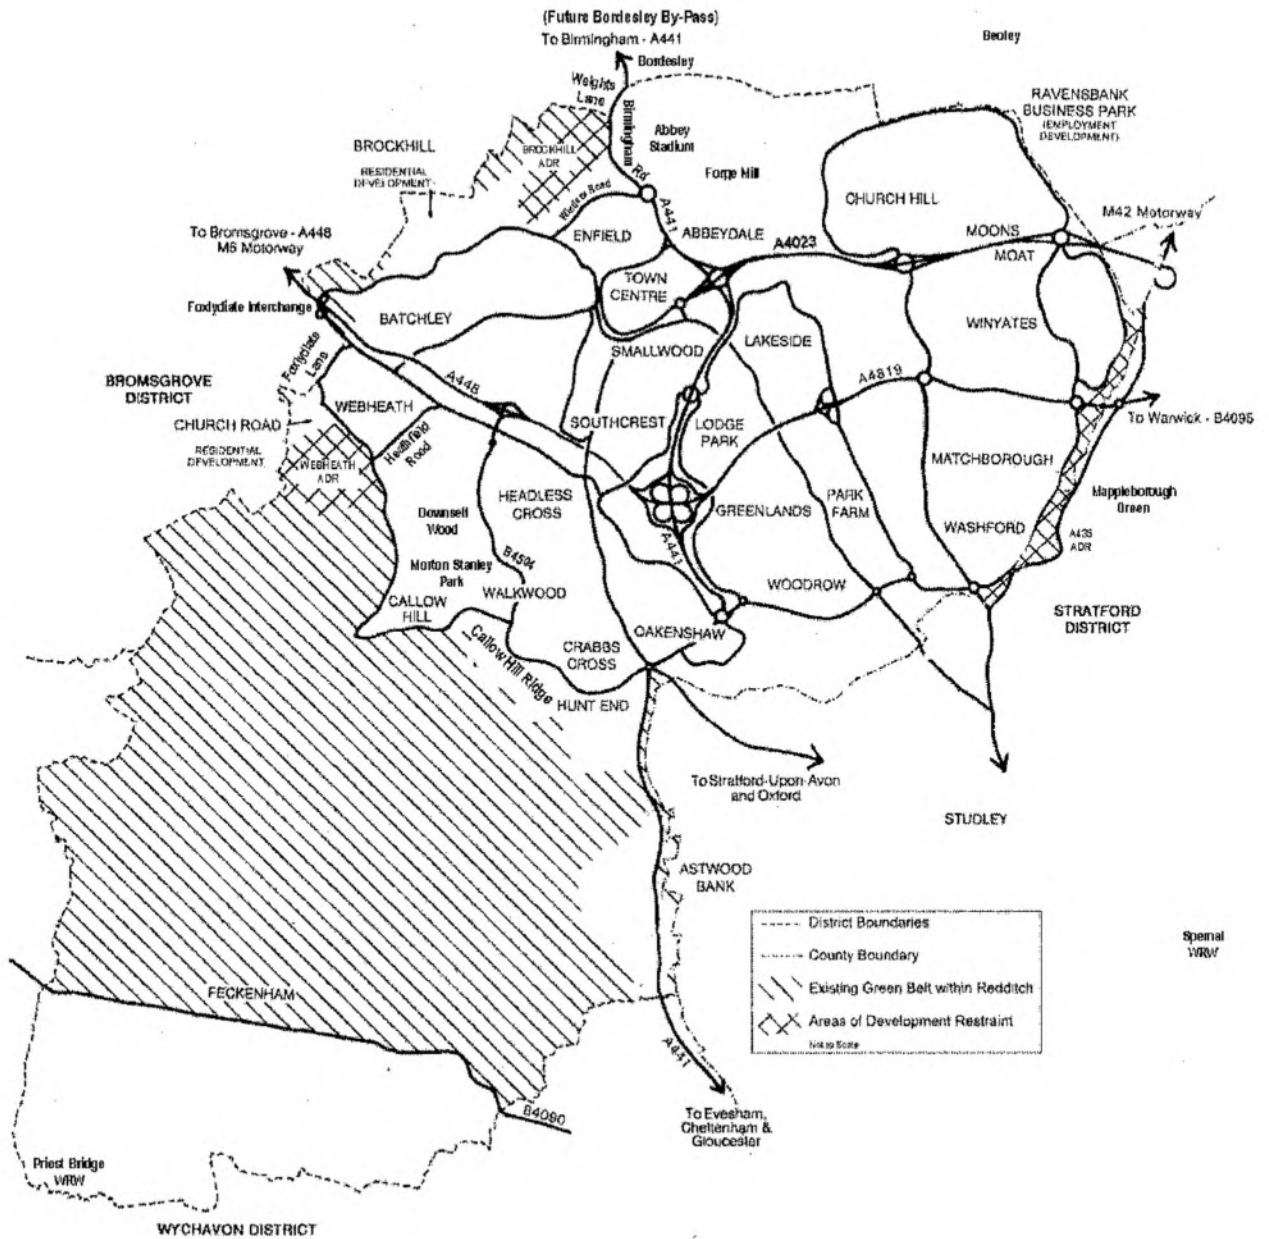 (Future Bordesley By-Pass)
To Birmingham - A441
Bordesley
Beoley
Weights
Lane
Birmingham
Rd
Abbey
Stadium
RAVENSBANK
BUSINESS PARK
(EMPLOYMENT
DEVELOPMENT)
BROCKHILL
RESIDENTIAL
DEVELOPMENT
BROCKHILL
ADR
Forge Mill
CHURCH HILL
Windsor Road
A441
To Bromsgrove - A448
M6 Motorway
ENFIELD
ABBEYDALE
A4023
MOONS
MOAT
M42 Motorway
TOWN
CENTRE
Foxlydiate Interchange
BATCHLEY
WINYATES
SMALLWOOD
LAKESIDE
Foxlydiate
Lane
BROMSGROVE
DISTRICT
A448
A4819
WEBHEATH
SOUTHCREST
LODGE
PARK
To Warwick - B4095
CHURCH ROAD
RESIDENTIAL
DEVELOPMENT
WEBHEATH
ADR
Heathfield
Road
MATCHBOROUGH
HEADLESS
CROSS
PARK
FARM
Mappleborough
Green
Downsell
Wood
GREENLANDS
WASHFORD
A435
ADR
B4504
A441
Morton Stanley
Park
WALKWOOD
WOODROW
CALLOW
HILL
STRATFORD
DISTRICT
OAKENSHAW
CRABBS
CROSS
Callow Hill Ridge
HUNT END
To Stratford-Upon-Avon
and Oxford
STUDLEY
ASTWOOD
BANK
District Boundaries
County Boundary
Existing Green Belt within Redditch
Areas of Development Restraint
Not to Scale
Spernal
WRW
FECKENHAM
A441
B4090
To Evesham,
Cheltenham &
Gloucester
Priest Bridge
WRW
WYCHAVON DISTRICT